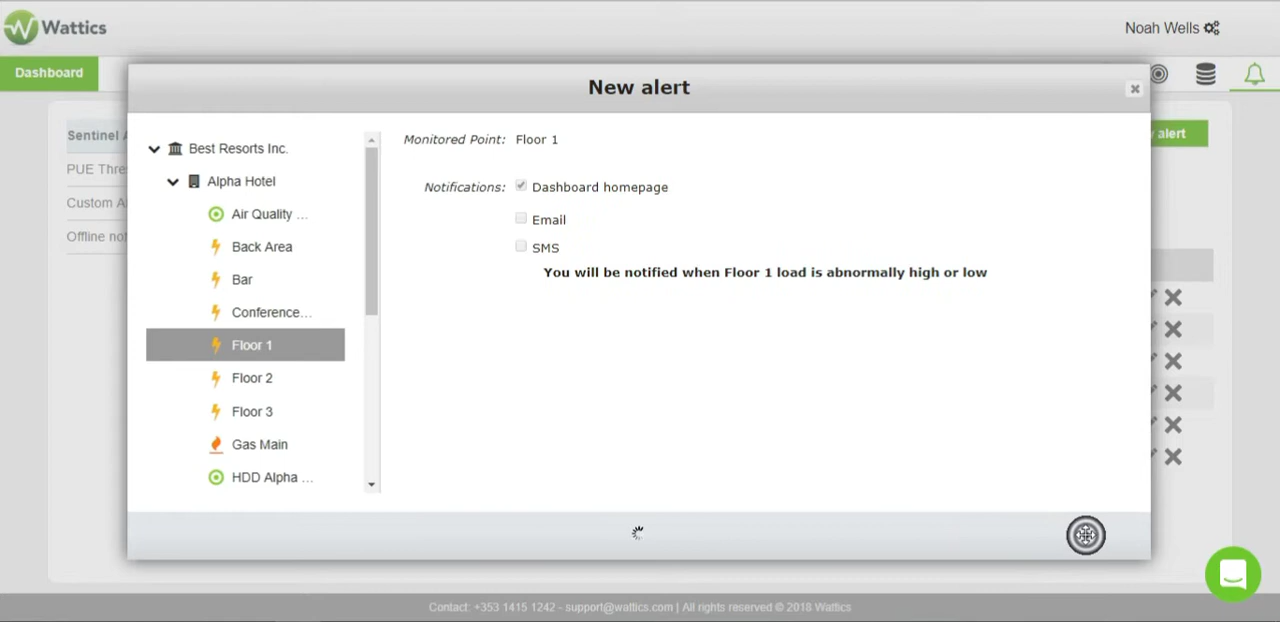 Wattics
Noah Wells
Dashboard
New alert
Sentinel
alert
PUE Thre
Custom A
Offline not
Best Resorts Inc.
Alpha Hotel
Air Quality ...
Back Area
Bar
Conference...
Floor 1
Floor 2
Floor 3
Gas Main
HDD Alpha ...
Monitored Point: Floor 1
Notifications: Dashboard homepage
Email
SMS
You will be notified when Floor 1 load is abnormally high or low
Contact: +353 1415 1242 - support@wattics.com | All rights reserved © 2018 Wattics